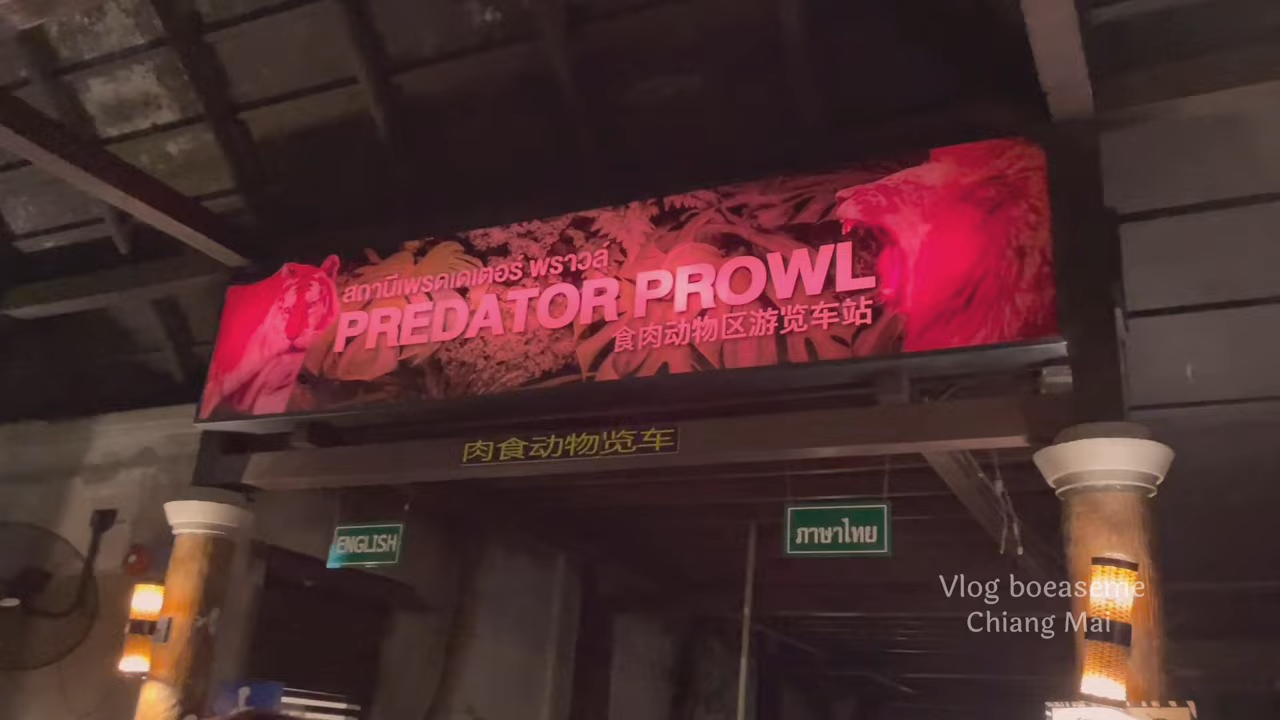 สถานีเพรดเดเตอร์ พราวล์
PREDATOR PROWL
食肉动物区游览车站
肉食动物览车
ENGLISH
ภาษาไทย
Vlog boeaseme
Chiang Mai